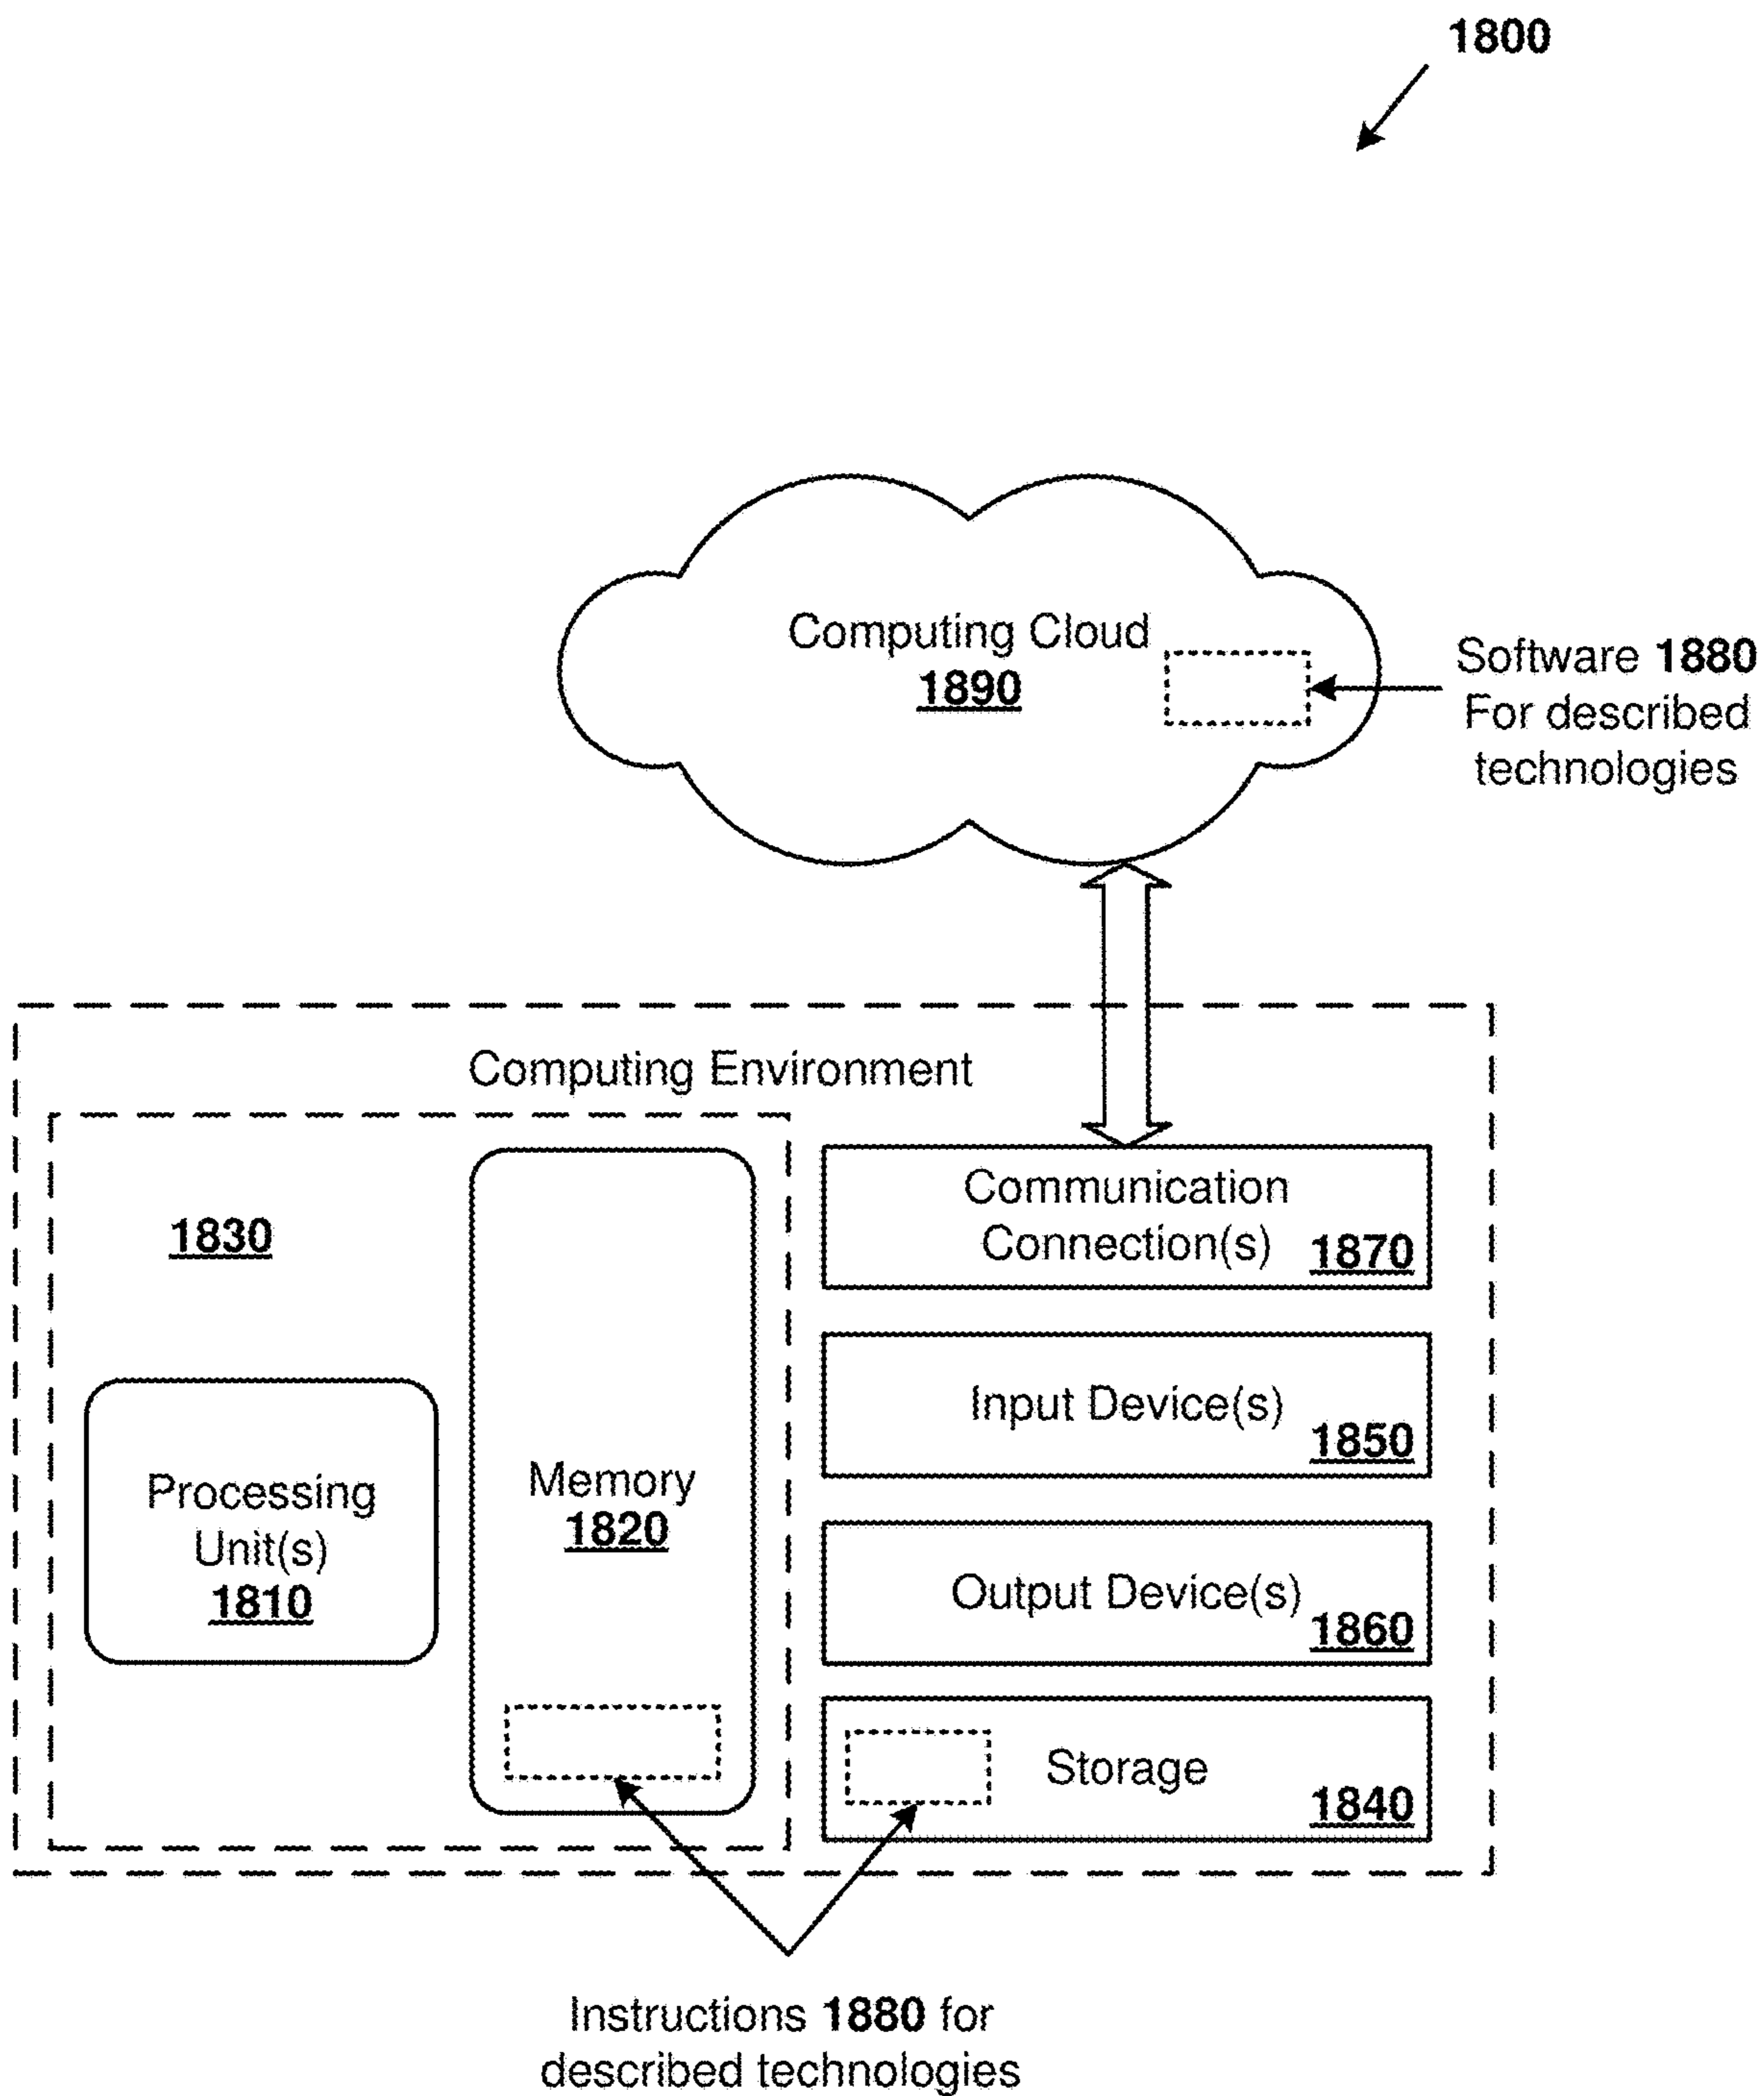 1800
Computing Cloud
1890
Software 1880
For described
technologies
Computing Environment
1830
Processing
Unit(s)
1810
Memory
1820
Communication
Connection(s)
1870
Input Device(s)
1850
Output Device(s)
1860
Storage
1840
Instructions 1880 for
described technologies